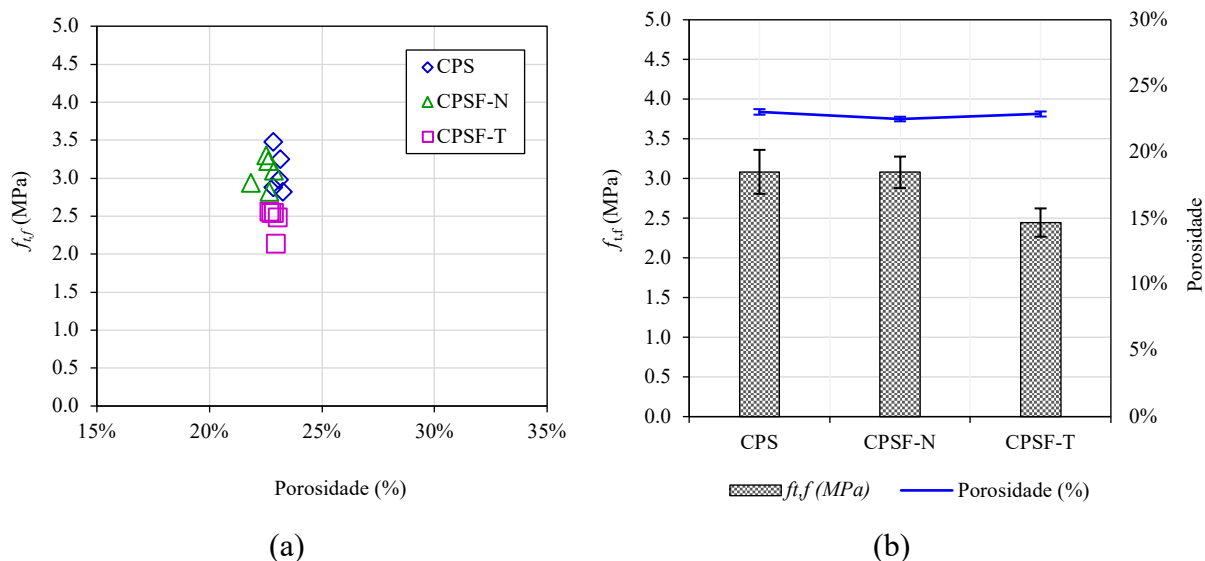 5.0
4.5
4.0
3.5
3.0
2.5
2.0
1.5
1.0
0.5
0.0
15%
20%
25%
30%
35%
ft,f (MPa)
Porosidade (%)
CPS
CPSF-N
CPSF-T
(a)
5.0
4.5
4.0
3.5
3.0
2.5
2.0
1.5
1.0
0.5
0.0
ft,f (MPa)
30%
25%
20%
15%
10%
5%
0%
Porosidade
CPS
CPSF-N
CPSF-T
ft,f (MPa)
Porosidade (%)
(b)